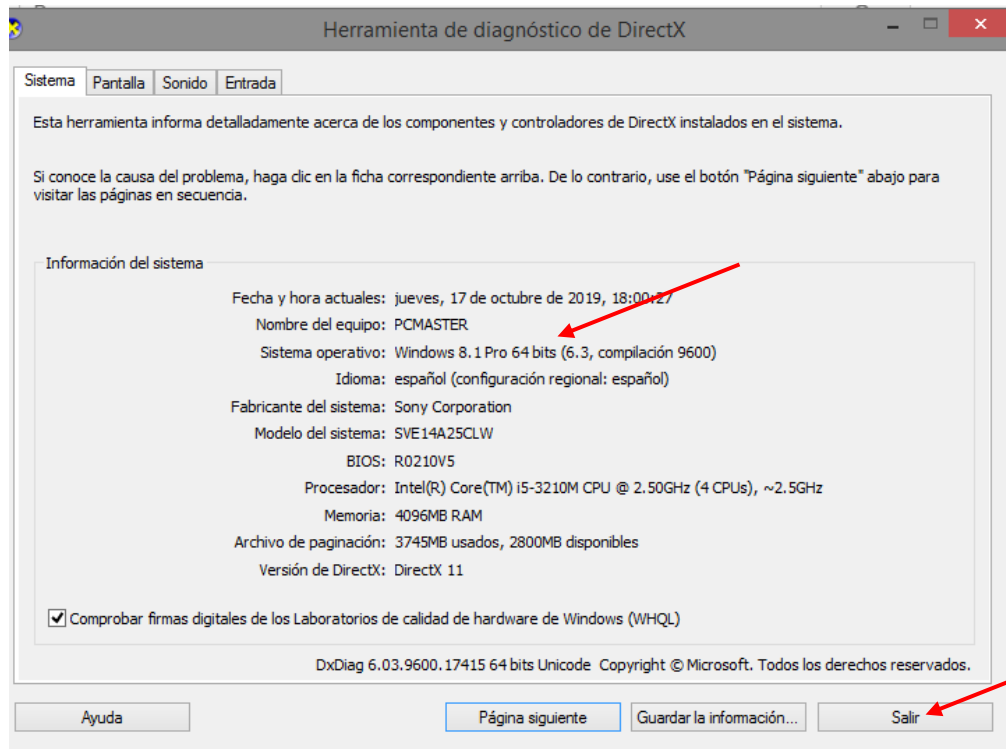 Herramienta de diagnóstico de DirectX
Sistema Pantalla Sonido Entrada
Esta herramienta informa detalladamente acerca de los componentes y controladores de DirectX instalados en el sistema.
Si conoce la causa del problema, haga clic en la ficha correspondiente arriba. De lo contrario, use el botón "Página siguiente" abajo para
visitar las páginas en secuencia.
Información del sistema
Fecha y hora actuales: jueves, 17 de octubre de 2019, 18:00:27
Nombre del equipo: PCMASTER
Sistema operativo: Windows 8.1 Pro 64 bits (6.3, compilación 9600)
Idioma: español (configuración regional: español)
Fabricante del sistema: Sony Corporation
Modelo del sistema: SVE14A25CLW
BIOS: R0210V5
Procesador: Intel(R) Core(TM) i5-3210M CPU @ 2.50GHz (4 CPUs), ~2.5GHz
Memoria: 4096MB RAM
Archivo de paginación: 3745MB usados, 2800MB disponibles
Versión de DirectX: DirectX 11
Comprobar firmas digitales de los Laboratorios de calidad de hardware de Windows (WHQL)
DxDiag 6.03.9600.17415 64 bits Unicode Copyright © Microsoft. Todos los derechos reservados.
Ayuda Página siguiente Guardar la información... Salir